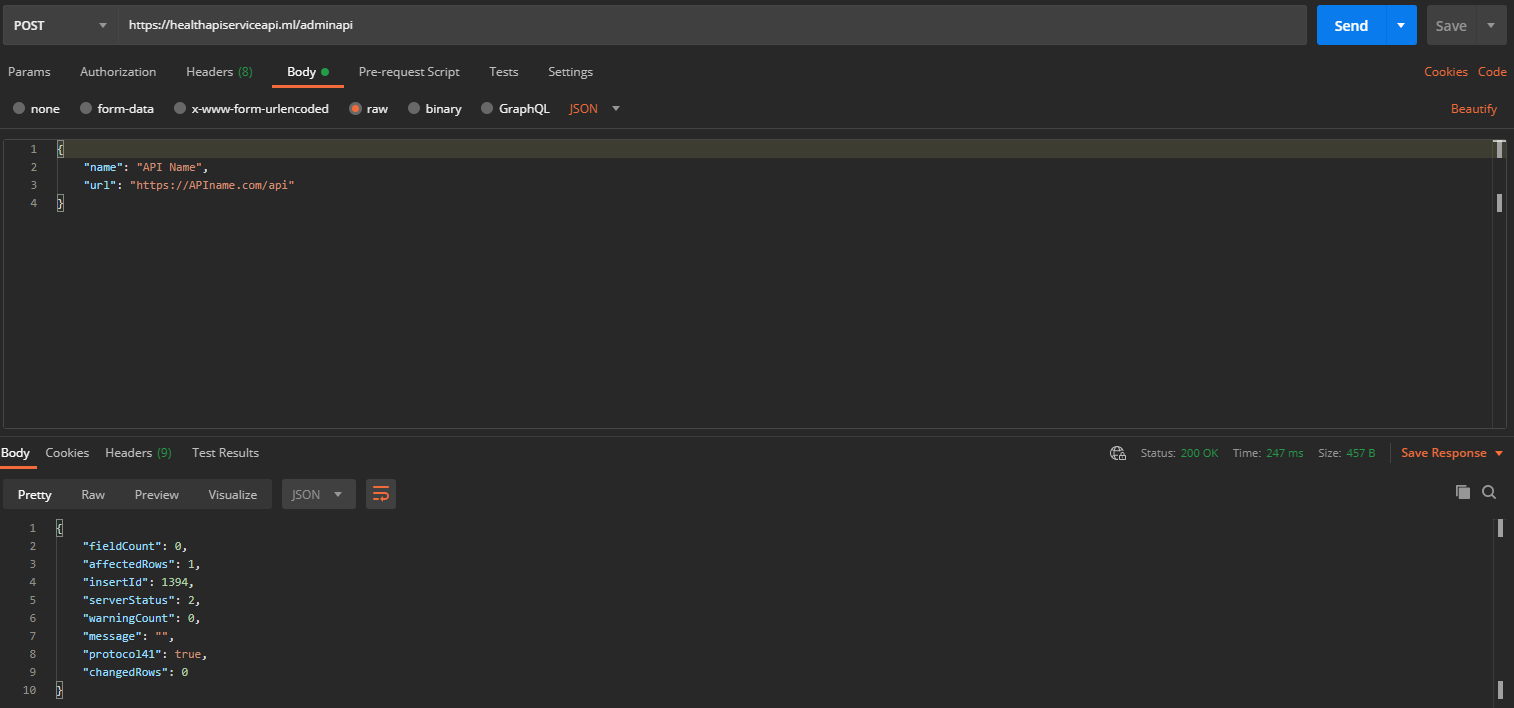 POST https://healthapiserviceapi.ml/adminapi Send Save
Params Authorization Headers (8) Body Pre-request Script Tests Settings Cookies Code
none form-data x-www-form-urlencoded raw binary GraphQL JSON Beautify
1 {
2 "name": "API Name",
3 "url": "https://APIname.com/api"
4 }
Body Cookies Headers (9) Test Results Status: 200 OK Time: 247 ms Size: 457 B Save Response
Pretty Raw Preview Visualize JSON
1 {
2 "fieldCount": 0,
3 "affectedRows": 1,
4 "insertId": 1394,
5 "serverStatus": 2,
6 "warningCount": 0,
7 "message": "",
8 "protocol41": true,
9 "changedRows": 0
10 }